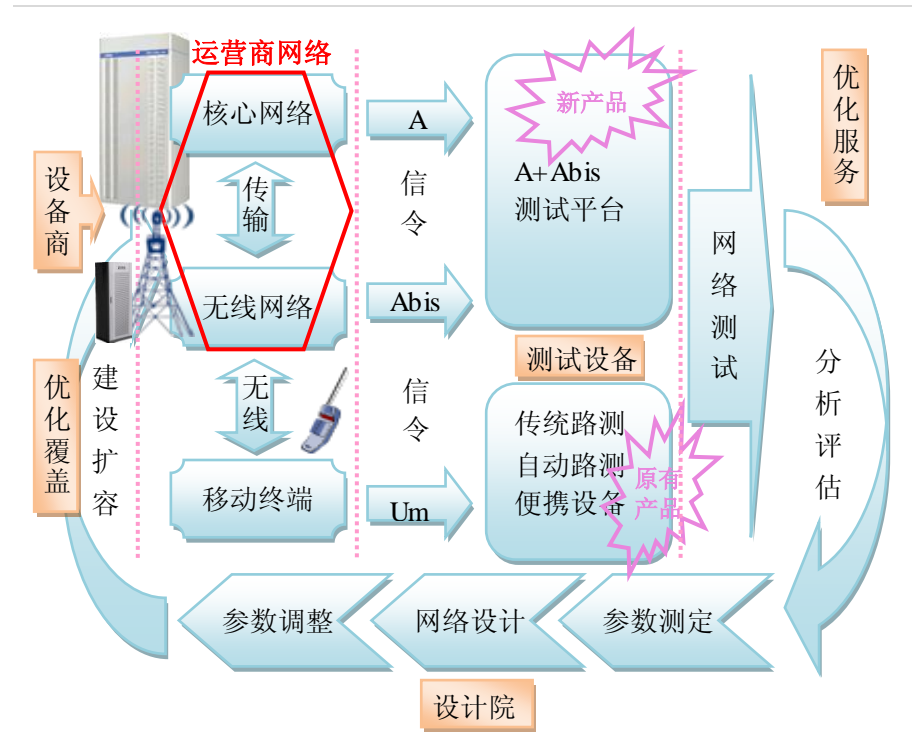 运营商网络
核心网络
传输
无线网络
无线
移动终端
设备商
优化覆盖
建设扩容
A
信令
Abis
信令
Um
新产品
A+Abis
测试平台
测试设备
传统路测
自动路测
便携设备
原有
产品
网络测试
优化服务
分析评估
参数调整
网络设计
参数测定
设计院